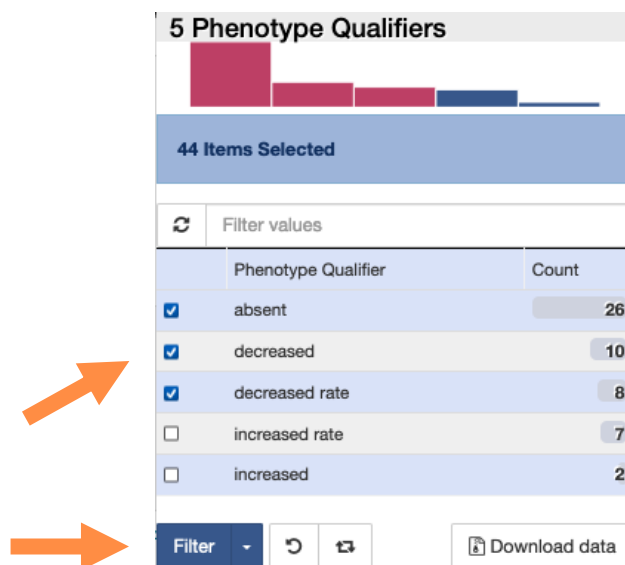 5 Phenotype Qualifiers
44 Items Selected
Filter values
Phenotype Qualifier Count
absent 26
decreased 10
decreased rate 8
increased rate 7
increased 2
Filter Download data